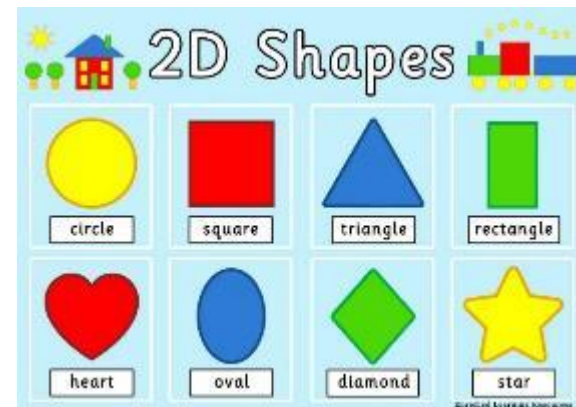 2D Shapes
circle
square
triangle
rectangle
heart
oval
diamond
star